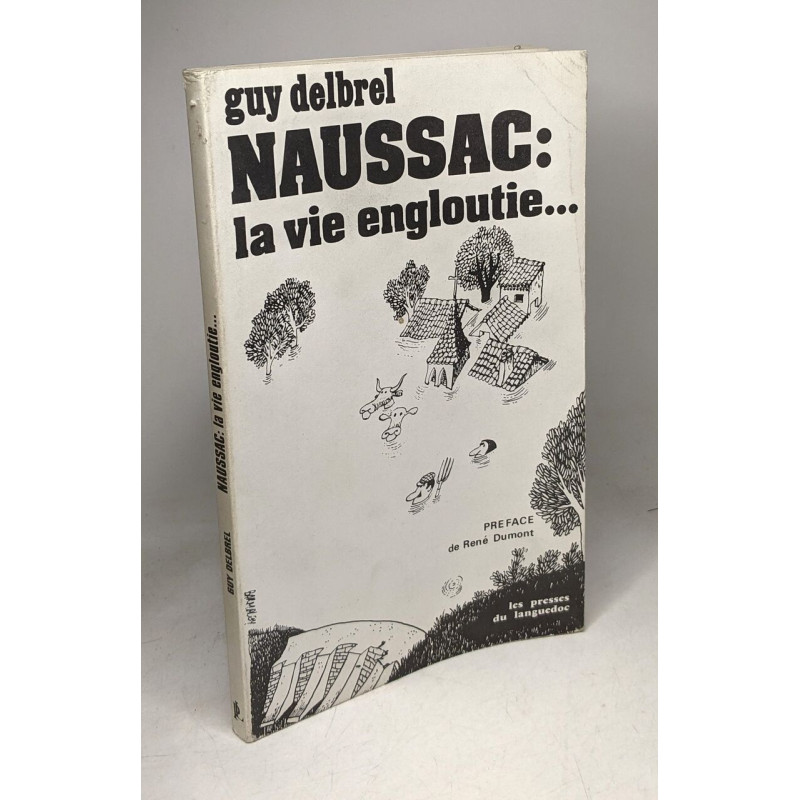 guy delbrel
NAUSSAC:
la vie engloutie...
PREFACE
de René Dumont
les presses
du languedoc
GUY DELBREL
NAUSSAC: la vie engloutie...